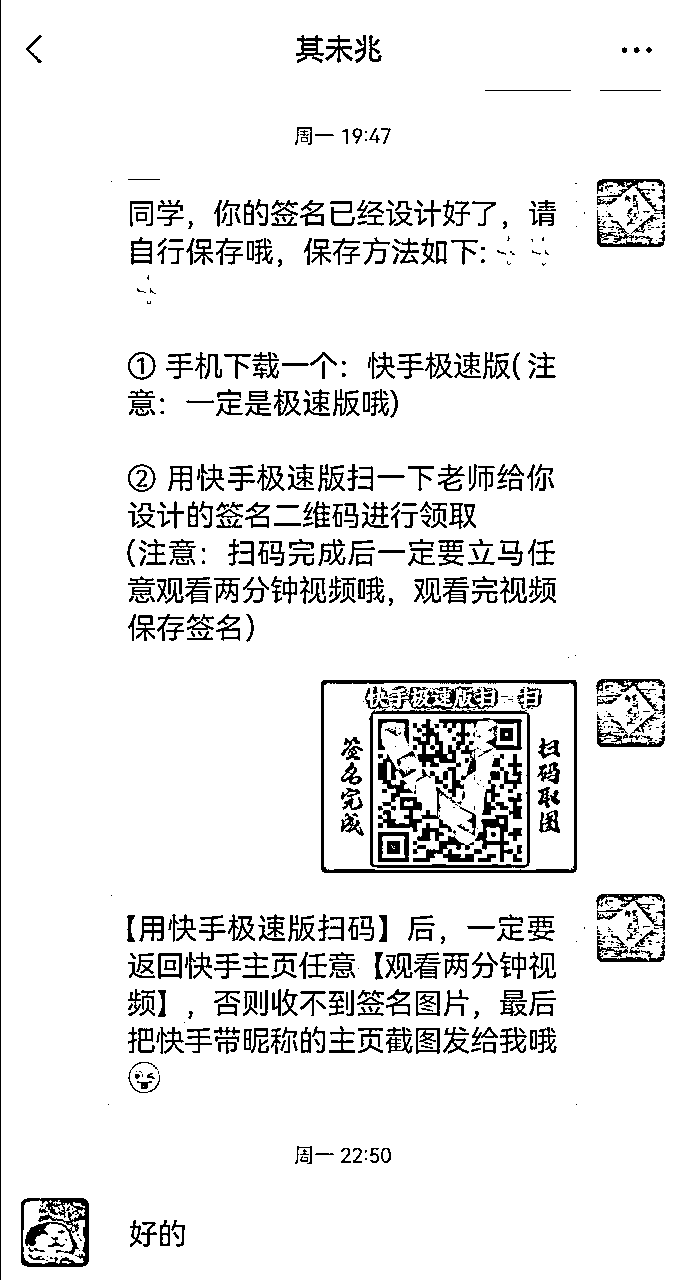 其未兆
周一 19:47
同学，你的签名已经设计好了，请
自行保存哦，保存方法如下:
① 手机下载一个：快手极速版(注
意：一定是极速版哦)
② 用快手极速版扫一下老师给你
设计的签名二维码进行领取
(注意：扫码完成后一定要立马任
意观看两分钟视频哦，观看完视频
保存签名)
快手极速版扫一扫
签名完成
扫码取图
【用快手极速版扫码】后，一定要
返回快手主页任意【观看两分钟视
频】，否则收不到签名图片，最后
把快手带昵称的主页截图发给我哦
周一 22:50
好的